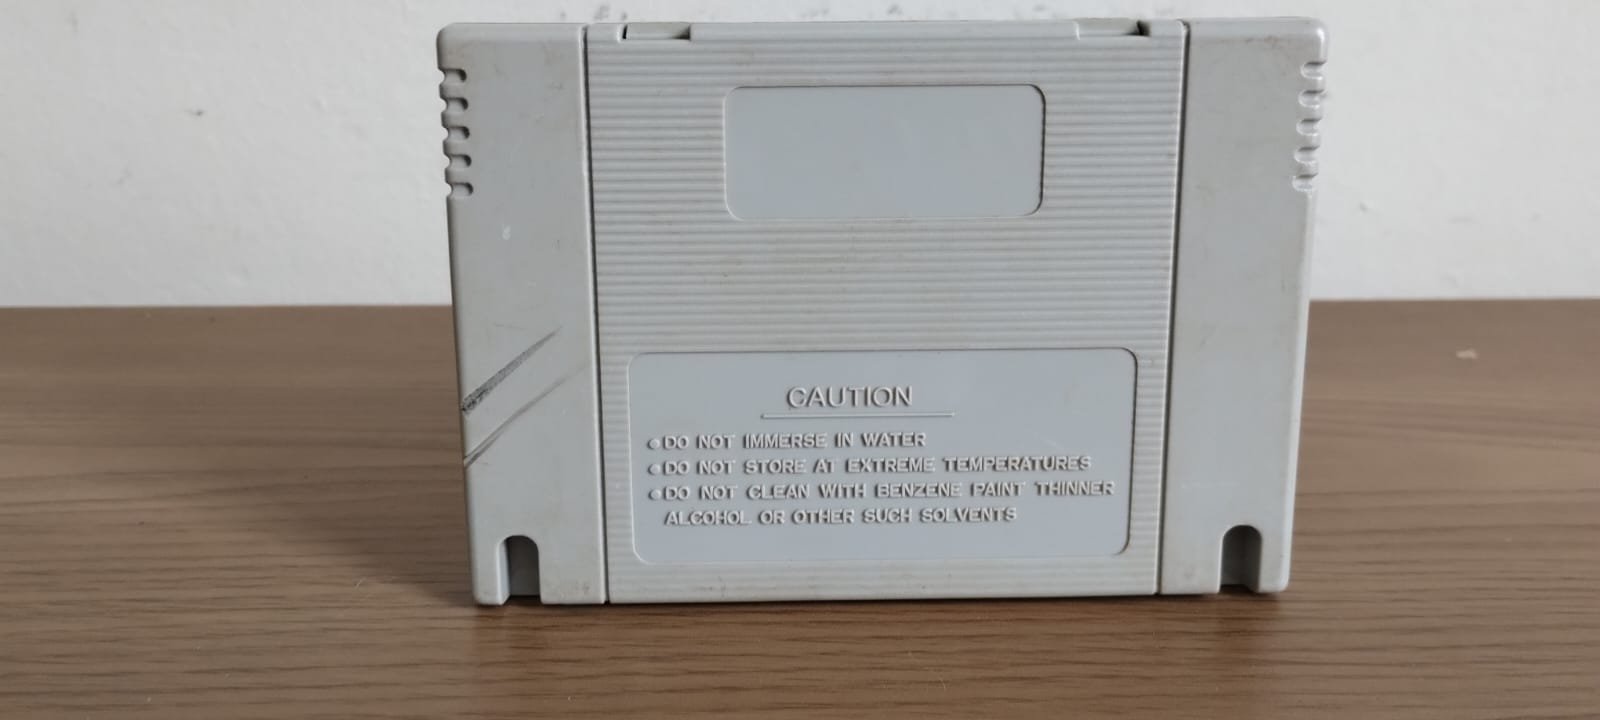 CAUTION
●DO NOT IMMERSE IN WATER
●DO NOT STORE AT EXTREME TEMPERATURES
●DO NOT CLEAN WITH BENZENE PAINT THINNER
ALCOHOL OR OTHER SUCH SOLVENTS